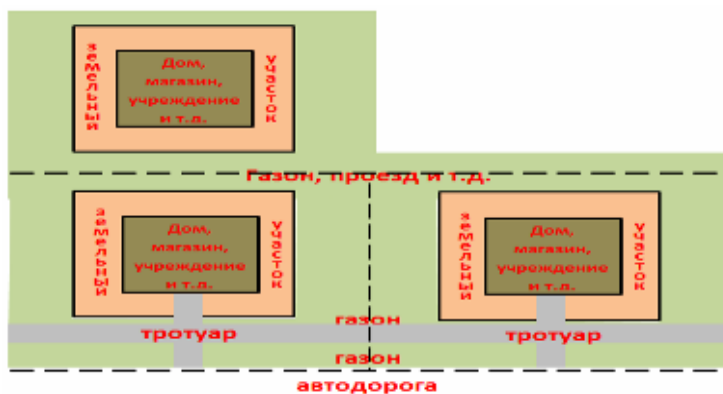 земельный
Дом,
магазин,
учреждение
и т.д.
участок
Газон, проезд и т.д.
земельный
Дом,
магазин,
учреждение
и т.д.
участок
земельный
Дом,
магазин,
учреждение
и т.д.
участок
газон
тротуар
тротуар
газон
автодорога